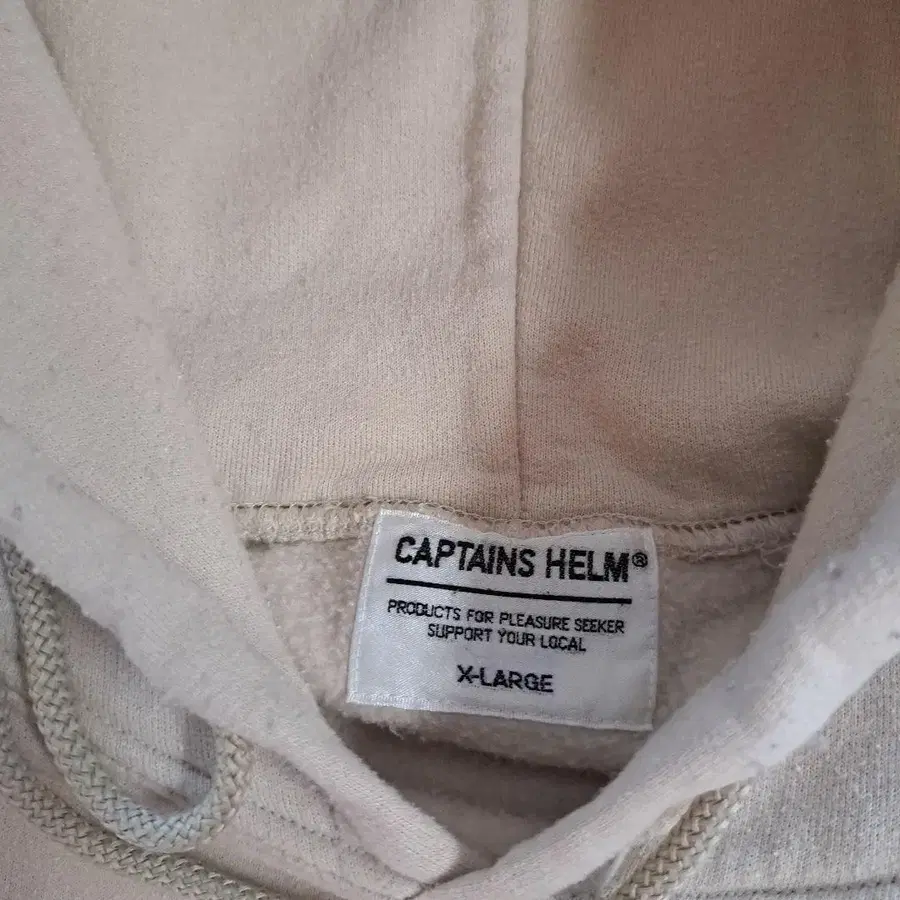 CAPTAINS HELM®
PRODUCTS FOR PLEASURE SEEKER
SUPPORT YOUR LOCAL
X-LARGE